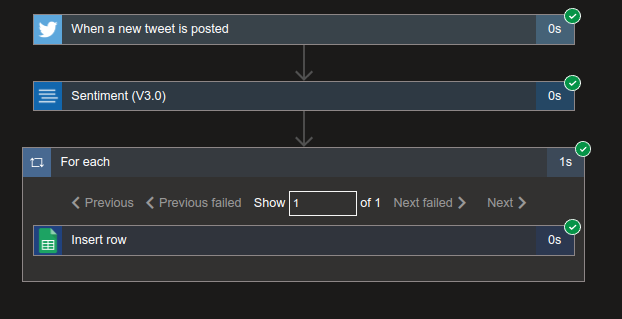 When a new tweet is posted 0s
Sentiment (V3.0) 0s
For each 1s
Previous Previous failed Show 1 of 1 Next failed Next
Insert row 0s